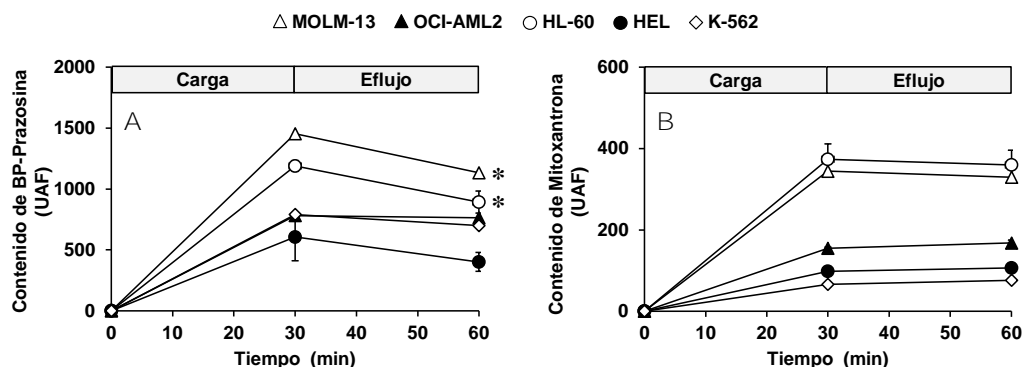 MOLM-13 OCI-AML2 HL-60 HEL K-562
Contenido de BP-Prazosina
(UAF)
2000
1500
1000
500
0
Carga Eflujo
A
*
*
0 10 20 30 40 50 60
Tiempo (min)
Contenido de Mitoxantrona
(UAF)
600
400
200
0
Carga Eflujo
B
0 10 20 30 40 50 60
Tiempo (min)